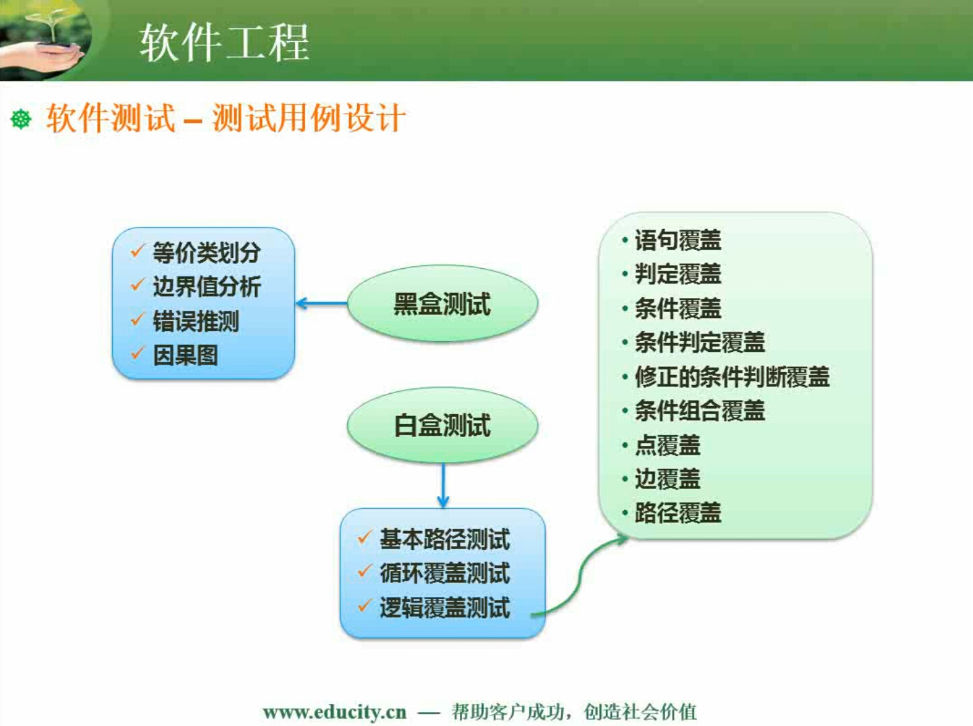 软件工程
软件测试 – 测试用例设计
等价类划分
边界值分析
错误推测
因果图
黑盒测试
白盒测试
基本路径测试
循环覆盖测试
逻辑覆盖测试
·语句覆盖
·判定覆盖
·条件覆盖
·条件判定覆盖
·修正的条件判断覆盖
·条件组合覆盖
·点覆盖
·边覆盖
·路径覆盖
www.educity.cn — 帮助客户成功，创造社会价值